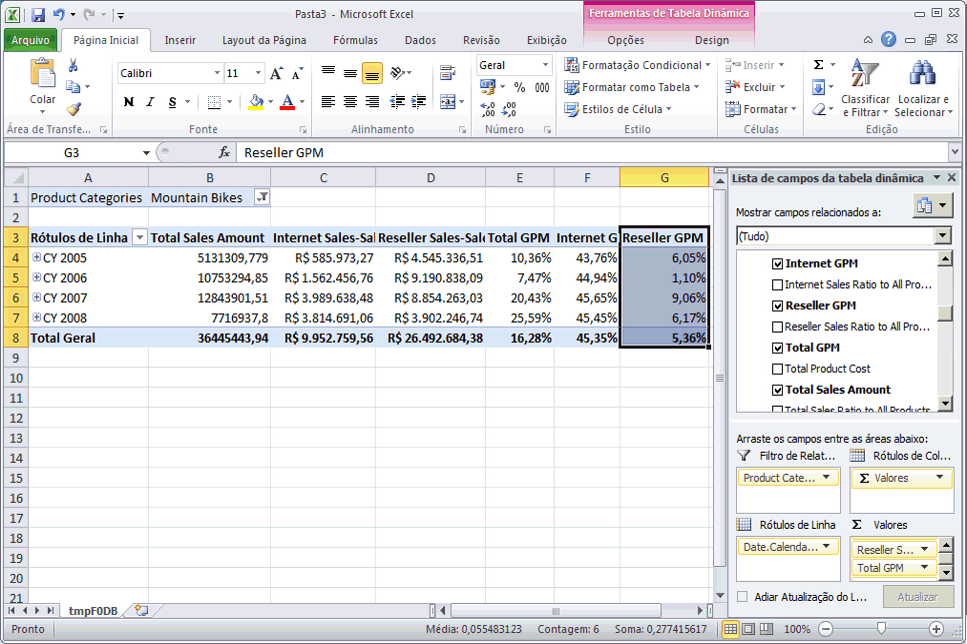 Pasta3 - Microsoft Excel
Ferramentas de Tabela Dinâmica
Arquivo Página Inicial Inserir Layout da Página Fórmulas Dados Revisão Exibição Opções Design
Colar
Área de Transfe...
Calibri 11
N I S
Fonte
Alinhamento
Geral
% 000
Número
Formatação Condicional
Formatar como Tabela
Estilos de Célula
Estilo
Inserir
Excluir
Formatar
Células
Classificar e Filtrar
Localizar e Selecionar
Edição
G3 fx Reseller GPM
A B C D E F G
1 Product Categories Mountain Bikes
2
3 Rótulos de Linha Total Sales Amount Internet Sales-Sal Reseller Sales-Sale Total GPM Internet G Reseller GPM
4 CY 2005 5131309,779 R$ 585.973,27 R$ 4.545.336,51 10,36% 43,76% 6,05%
5 CY 2006 10753294,85 R$ 1.562.456,76 R$ 9.190.838,09 7,47% 44,94% 1,10%
6 CY 2007 12843901,51 R$ 3.989.638,48 R$ 8.854.263,03 20,43% 45,65% 9,06%
7 CY 2008 7716937,8 R$ 3.814.691,06 R$ 3.902.246,74 25,59% 45,45% 6,17%
8 Total Geral 36445443,94 R$ 9.952.759,56 R$ 26.492.684,38 16,28% 45,35% 5,36%
9
10
11
12
13
14
15
16
17
18
19
20
21
Lista de campos da tabela dinâmica
Mostrar campos relacionados a:
(Tudo)
Internet GPM
Internet Sales Ratio to All Pro...
Reseller GPM
Reseller Sales Ratio to All Pro...
Total GPM
Total Product Cost
Total Sales Amount
Total Sales Ratio to All Products
Arraste os campos entre as áreas abaixo:
Filtro de Relat... Rótulos de Col...
Product Cate... Σ Valores
Rótulos de Linha Σ Valores
Date.Calenda... Reseller S...
Total GPM
Adiar Atualização do L... Atualizar
tmpF0DB
Pronto Média: 0,055483123 Contagem: 6 Soma: 0,277415617 100%